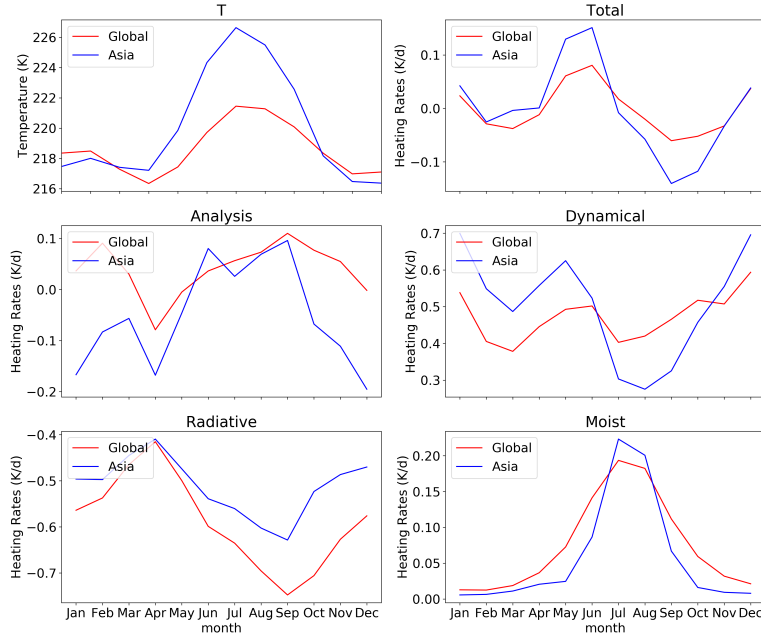 T
Temperature (K)
226
224
222
220
218
216
Global
Asia
Total
Heating Rates (K/d)
0.1
0.0
−0.1
Global
Asia
Analysis
Heating Rates (K/d)
0.1
0.0
−0.1
−0.2
Global
Asia
Dynamical
Heating Rates (K/d)
0.7
0.6
0.5
0.4
0.3
Global
Asia
Radiative
Heating Rates (K/d)
−0.4
−0.5
−0.6
−0.7
Global
Asia
Jan Feb Mar Apr May Jun Jul Aug Sep Oct Nov Dec
month
Moist
Heating Rates (K/d)
0.20
0.15
0.10
0.05
0.00
Global
Asia
Jan Feb Mar Apr May Jun Jul Aug Sep Oct Nov Dec
month